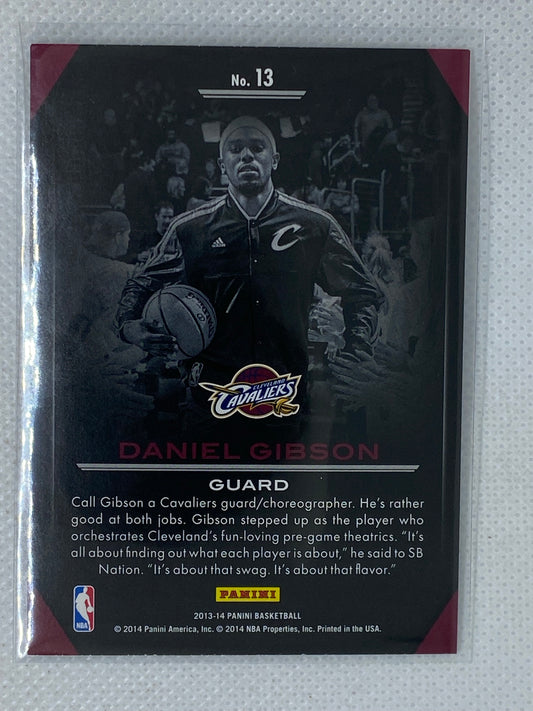 No. 13
adidas
C
CLEVELAND
CAVALIERS
DANIEL GIBSON
GUARD
Call Gibson a Cavaliers guard/choreographer. He's rather
good at both jobs. Gibson stepped up as the player who
orchestrates Cleveland's fun-loving pre-game theatrics. "It's
all about finding out what each player is about," he said to SB
Nation. "It's about that swag. It's about that flavor."
PANINI
NBA
2013-14 PANINI BASKETBALL
© 2014 Panini America, Inc. © 2014 NBA Properties, Inc. Printed in the USA.